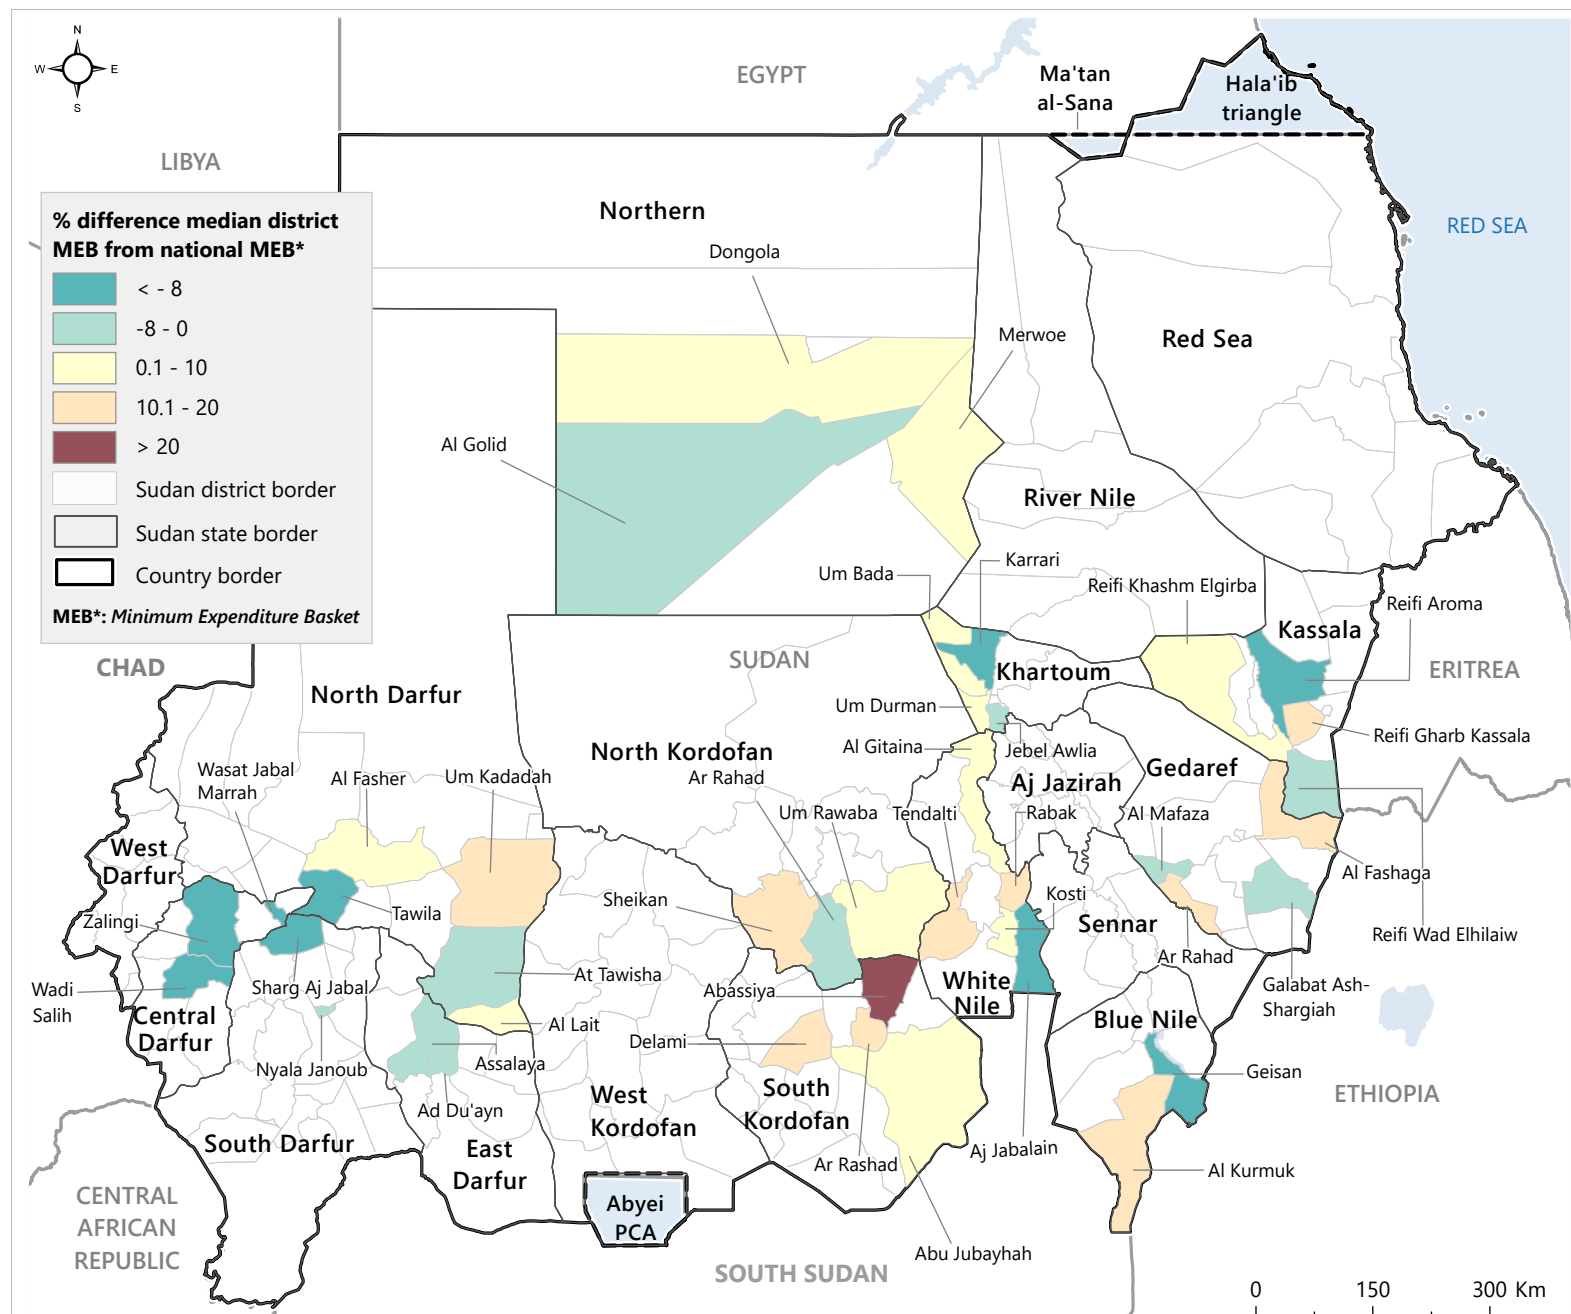 N
W
E
S
EGYPT
LIBYA
Ma'tan
al-Sana
Hala'ib
triangle
RED SEA
% difference median district
MEB from national MEB*
< - 8
-8 - 0
0.1 - 10
10.1 - 20
> 20
Sudan district border
Sudan state border
Country border
MEB*: Minimum Expenditure Basket
Northern
Dongola
Merwoe
Red Sea
Al Golid
River Nile
Um Bada
Karrari
Reifi Khashm Elgirba
Reifi Aroma
Kassala
CHAD
SUDAN
Khartoum
ERITREA
North Darfur
Um Durman
Reifi Gharb Kassala
North Kordofan
Al Gitaina
Jebel Awlia
Wasat Jabal
Marrah
Al Fasher
Um Kadadah
Ar Rahad
Aj Jazirah
Gedaref
Um Rawaba
Tendalti
Rabak
Al Mafaza
West
Darfur
Al Fashaga
Zalingi
Tawila
Sheikan
Kosti
Sennar
Reifi Wad Elhilaiw
Ar Rahad
Wadi
Salih
Sharg Aj Jabal
At Tawisha
Abassiya
White
Nile
Galabat Ash-
Shargiah
Central
Darfur
Al Lait
Delami
Blue Nile
Nyala Janoub
Assalaya
Geisan
Ad Du'ayn
West
Kordofan
South
Kordofan
ETHIOPIA
South Darfur
East
Darfur
Ar Rashad
Aj Jabalain
Al Kurmuk
CENTRAL
AFRICAN
REPUBLIC
Abyei
PCA
Abu Jubayhah
SOUTH SUDAN
0 150 300 Km